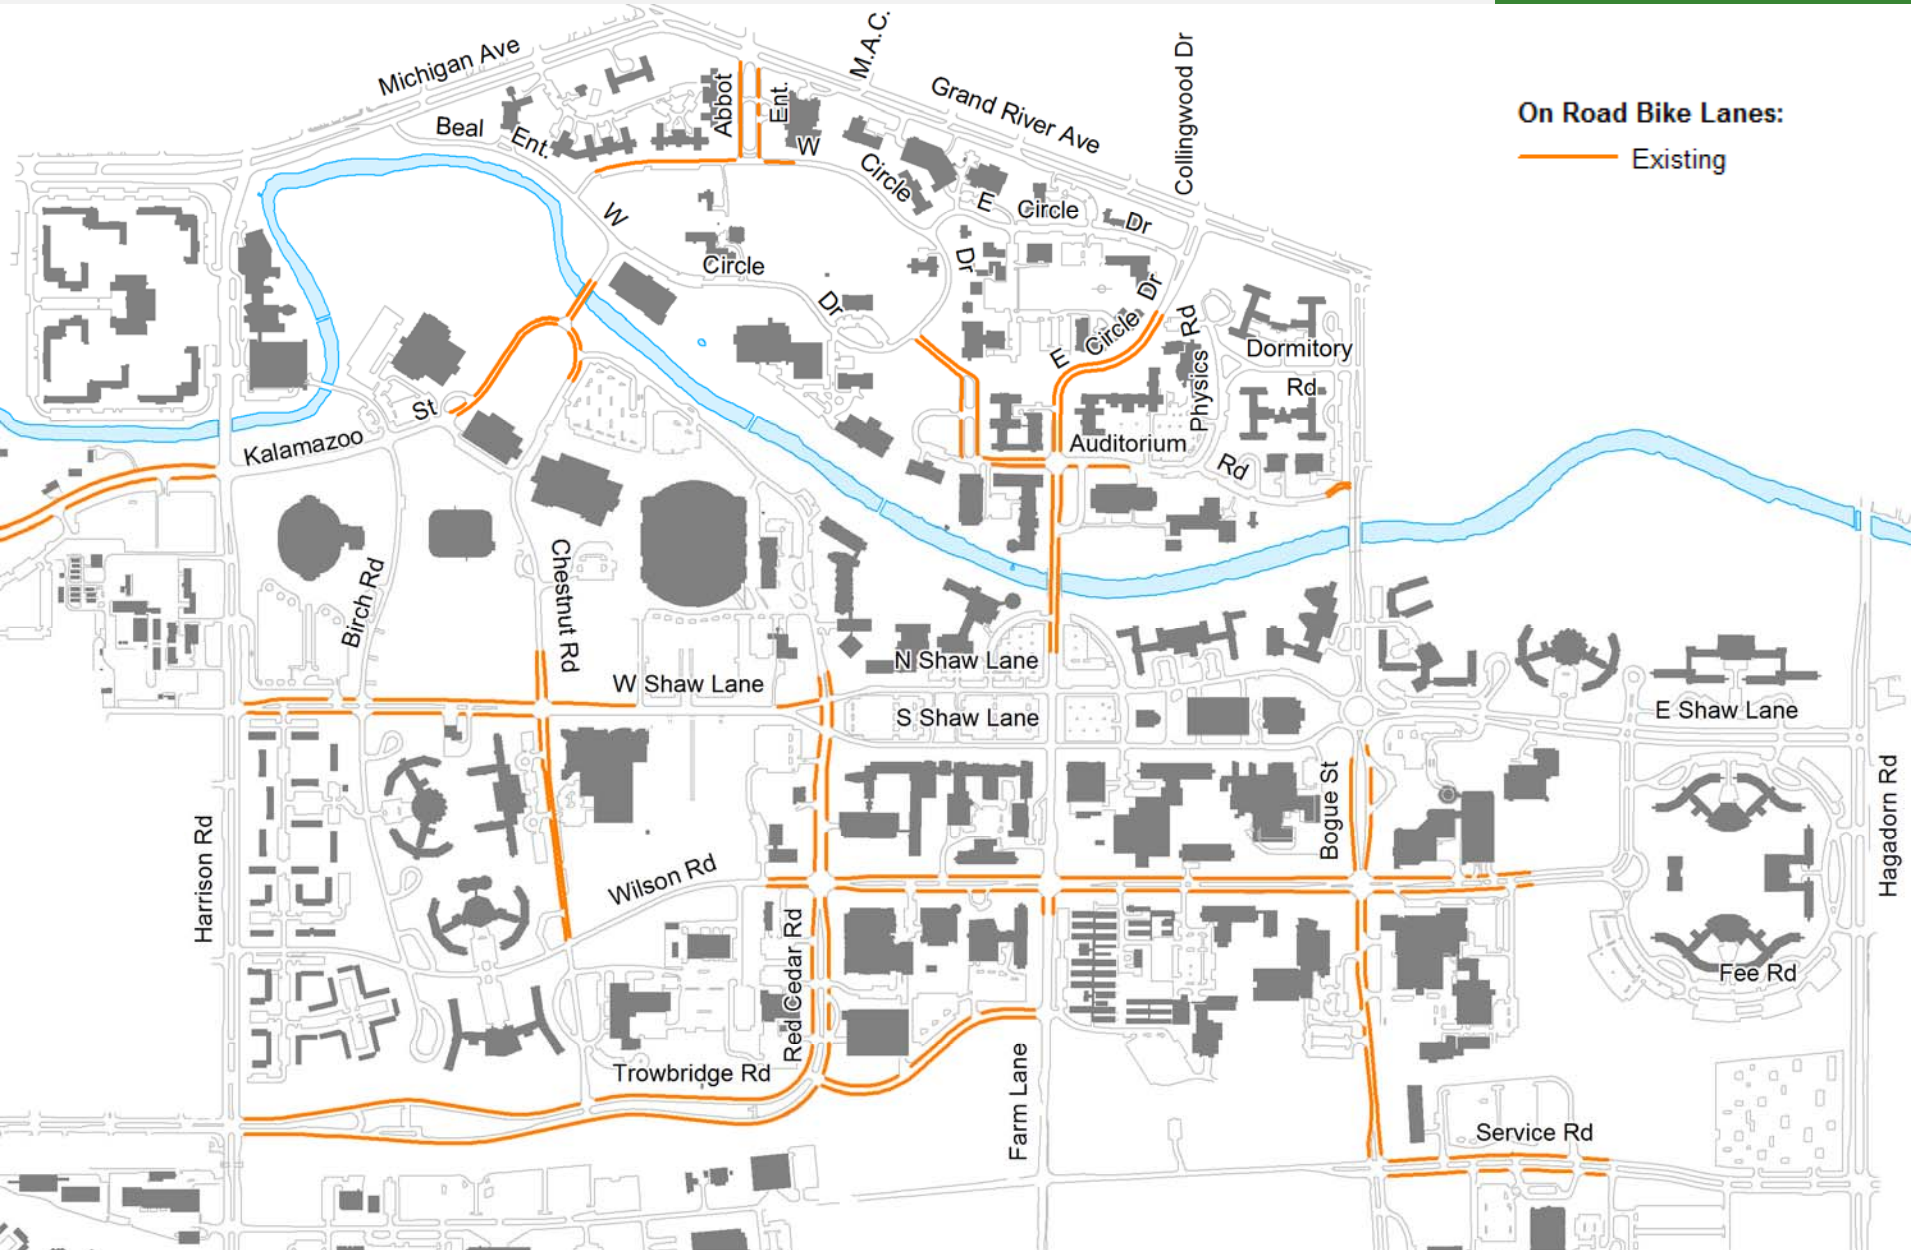 Michigan Ave
M.A.C.
Collingwood Dr
Grand River Ave
Abbot
Ent.
Beal
Ent.
W
Circle
On Road Bike Lanes:
Existing
E
Circle
Dr
W
Circle
Dr
Dr
E
Circle
Dr
Physics
Rd
Dormitory
Rd
St
Kalamazoo
Auditorium
Rd
Chestnut Rd
Birch Rd
W Shaw Lane
N Shaw Lane
S Shaw Lane
E Shaw Lane
Harrison Rd
Wilson Rd
Bogue St
Hagadorn Rd
Red Cedar Rd
Fee Rd
Trowbridge Rd
Farm Lane
Service Rd